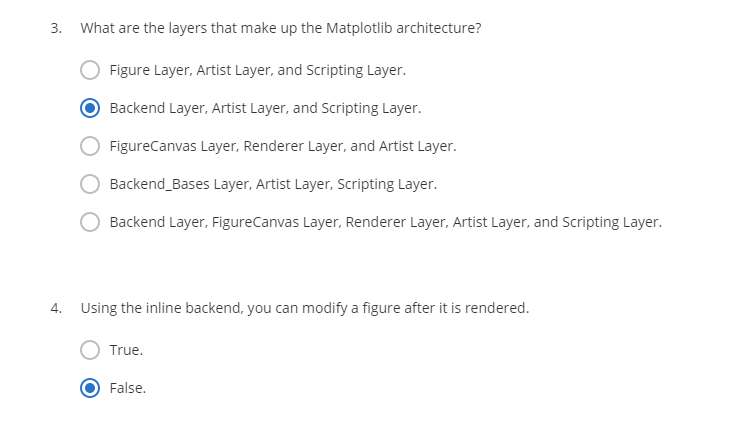 3. What are the layers that make up the Matplotlib architecture?
Figure Layer, Artist Layer, and Scripting Layer.
Backend Layer, Artist Layer, and Scripting Layer.
FigureCanvas Layer, Renderer Layer, and Artist Layer.
Backend_Bases Layer, Artist Layer, Scripting Layer.
Backend Layer, FigureCanvas Layer, Renderer Layer, Artist Layer, and Scripting Layer.
4. Using the inline backend, you can modify a figure after it is rendered.
True.
False.